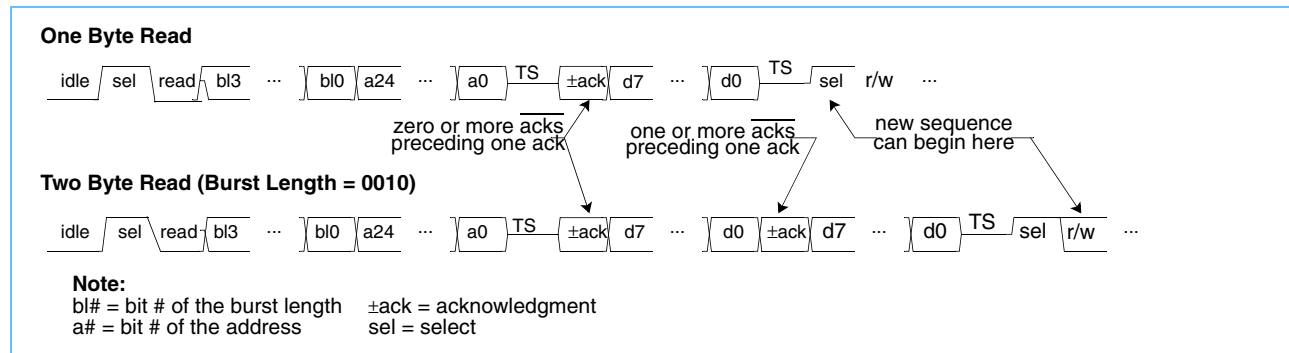 One Byte Read
idle sel read bl3 ... bl0 a24 ... a0 TS ±ack d7 ... d0 TS sel r/w ...
zero or more acks
preceding one ack
one or more acks
preceding one ack
new sequence
can begin here
Two Byte Read (Burst Length = 0010)
idle sel read bl3 ... bl0 a24 ... a0 TS ±ack d7 ... d0 ±ack d7 ... d0 TS sel r/w ...
Note:
bl# = bit # of the burst length ±ack = acknowledgment
a# = bit # of the address sel = select